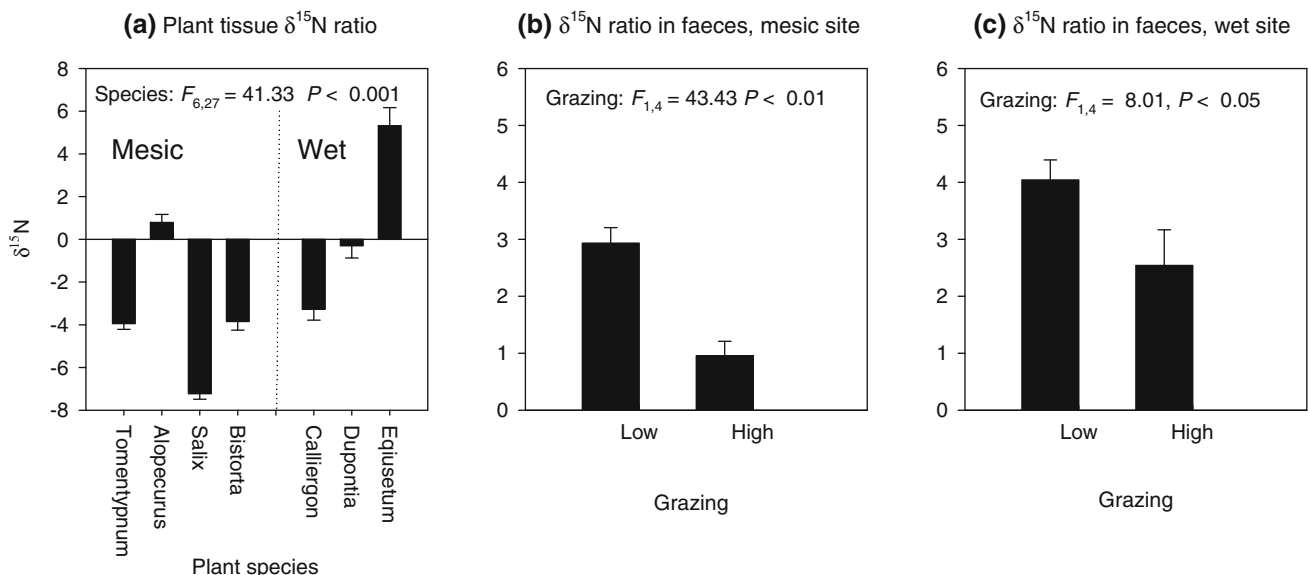 (a) Plant tissue δ¹⁵N ratio
8
6
4
2
0
-2
-4
-6
-8
δ¹⁵N
Species: F₆,₂₇ = 41.33 P < 0.001
Mesic
Wet
Tomentypnum
Alopecurus
Salix
Bistorta
Calliergon
Dupontia
Eqiusetum
Plant species
(b) δ¹⁵N ratio in faeces, mesic site
6
5
4
3
2
1
0
Grazing: F₁,₄ = 43.43 P < 0.01
Low
High
Grazing
(c) δ¹⁵N ratio in faeces, wet site
6
5
4
3
2
1
0
Grazing: F₁,₄ = 8.01, P < 0.05
Low
High
Grazing